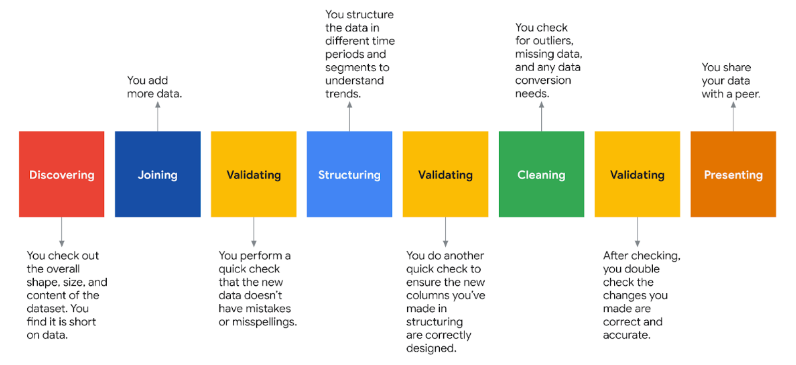 You structure
the data in
different time
periods and
segments to
understand
trends.
You check
for outliers,
missing data,
and any data
conversion
needs.
You add
more data.
You share
your data
with a peer.
Discovering
Joining
Validating
Structuring
Validating
Cleaning
Validating
Presenting
You check out
the overall
shape, size, and
content of the
dataset. You
find it is short
on data.
You perform a
quick check
that the new
data doesn't
have mistakes
or misspellings.
You do another
quick check to
ensure the new
columns you've
made in
structuring
are correctly
designed.
After checking,
you double
check the
changes you
made are
correct and
accurate.